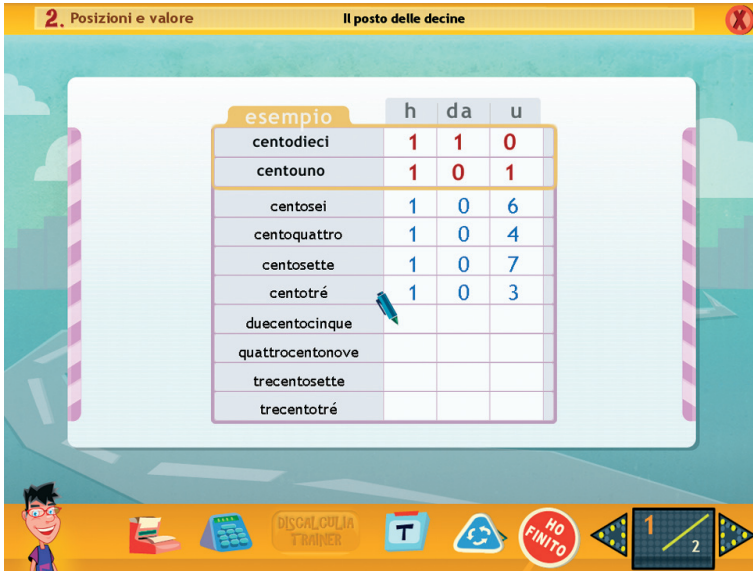 2. Posizioni e valore
Il posto delle decine
X
esempio h da u
centodieci 1 1 0
centouno 1 0 1
centosei 1 0 6
centoquattro 1 0 4
centosette 1 0 7
centotré 1 0 3
duecentocinque
quattrocentonove
trecentosette
trecentotré
DISCALCULIA
TRAINER
T
HO
FINITO
1
2